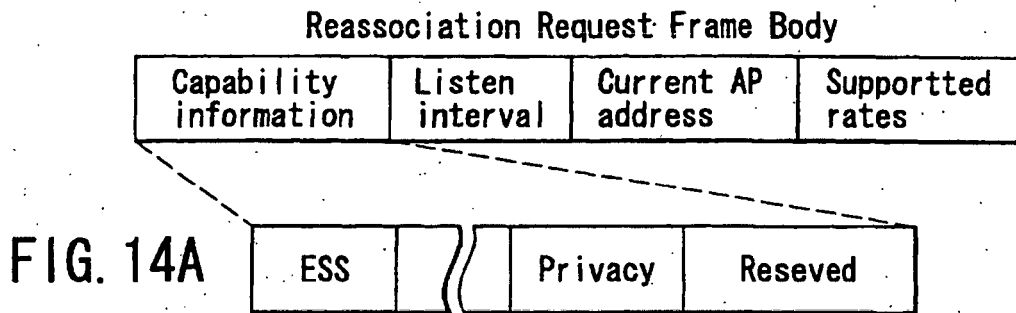 Reassociation Request Frame Body
Capability information
Listen interval
Current AP address
Supportted rates
FIG. 14A
ESS
Privacy
Reseved